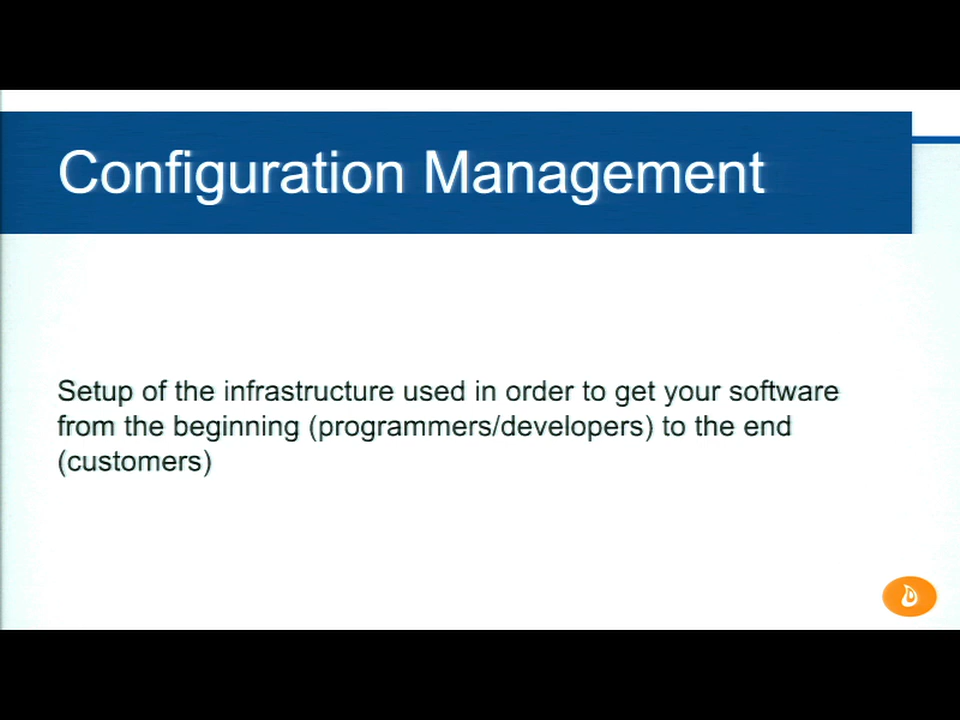 Configuration Management
Setup of the infrastructure used in order to get your software
from the beginning (programmers/developers) to the end
(customers)